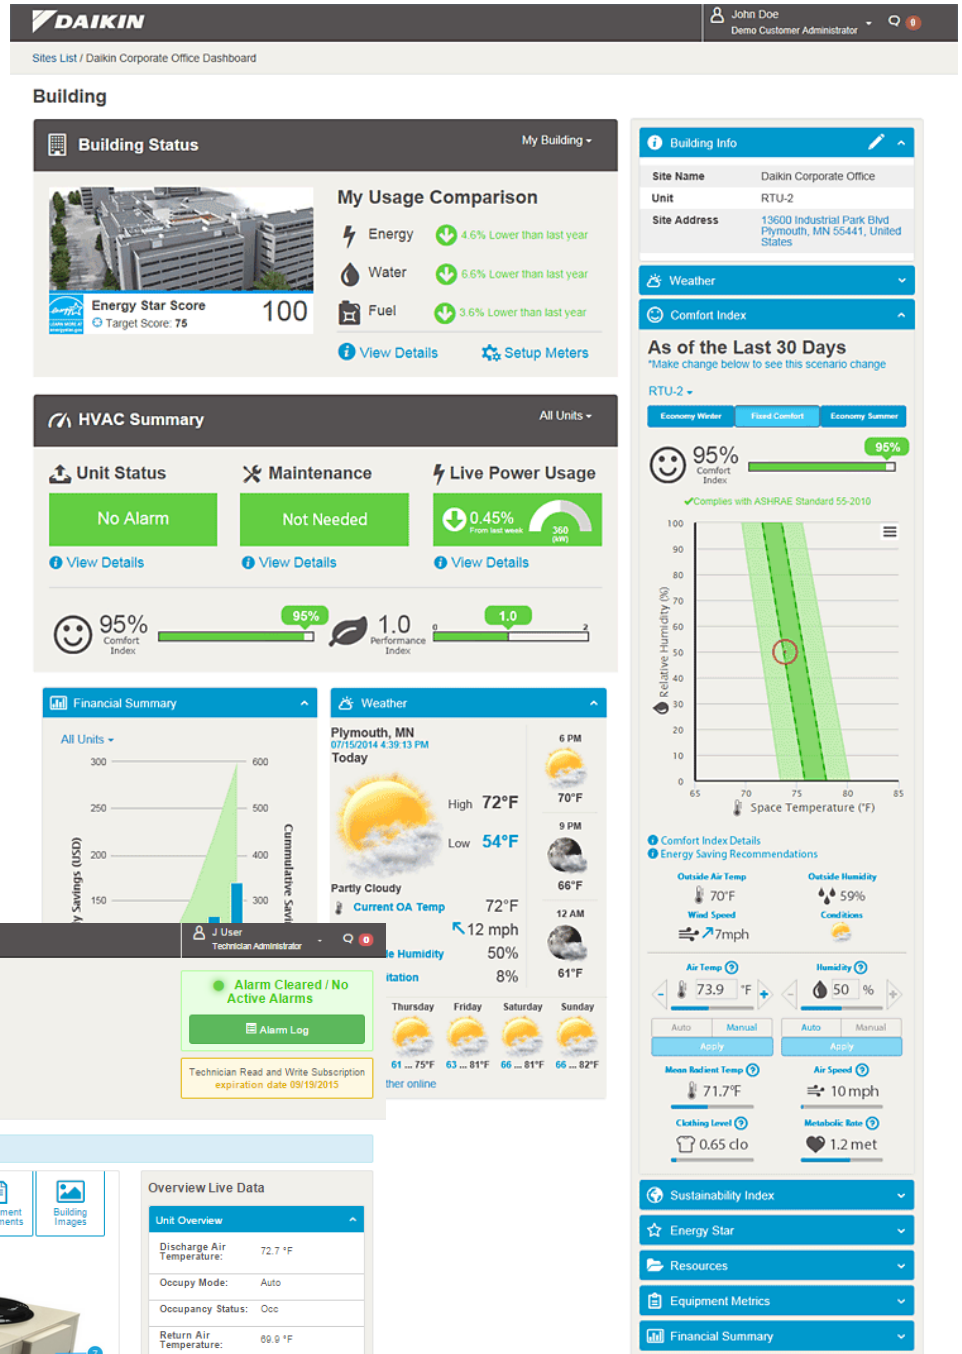 DAIKIN
John Doe
Demo Customer Administrator
0
Sites List / Daikin Corporate Office Dashboard
Building
Building Status
My Building
Energy Star Score
Target Score: 75
100
My Usage Comparison
Energy
4.6% Lower than last year
Water
6.6% Lower than last year
Fuel
3.6% Lower than last year
View Details
Setup Meters
HVAC Summary
All Units
Unit Status
No Alarm
View Details
Maintenance
Not Needed
View Details
Live Power Usage
0.45%
From last week
360
(kW)
View Details
95%
Comfort
Index
95%
1.0
Performance
Index
0
1.0
2
Financial Summary
All Units
300
250
200
150
600
500
400
300
y Savings (USD)
Cummulative Savi
Weather
Plymouth, MN
07/15/2014 4:39:13 PM
Today
High 72°F
Low 54°F
Partly Cloudy
Current OA Temp 72°F
12 mph
le Humidity 50%
itation 8%
6 PM
70°F
9 PM
66°F
12 AM
61°F
Thursday Friday Saturday Sunday
61 ... 75°F 63 ... 81°F 66 ... 81°F 66 ... 82°F
ther online
J User
Technician Administrator
0
Alarm Cleared / No
Active Alarms
Alarm Log
Technician Read and Write Subscription
expiration date 09/19/2015
ment
ments
Building
Images
7
Overview Live Data
Unit Overview
Discharge Air
Temperature:
72.7 °F
Occupy Mode: Auto
Occupancy Status: Occ
Return Air
Temperature:
69.9 °F
Building Info
Site Name Daikin Corporate Office
Unit RTU-2
Site Address 13600 Industrial Park Blvd
Plymouth, MN 55441, United
States
Weather
Comfort Index
As of the Last 30 Days
*Make change below to see this scenario change
RTU-2
Economy Winter
Fixed Comfort
Economy Summer
95%
Comfort
Index
95%
Complies with ASHRAE Standard 55-2010
100
90
80
70
60
50
40
30
20
10
0
Relative Humidity (%)
65 70 75 80 85
Space Temperature (°F)
Comfort Index Details
Energy Saving Recommendations
Outside Air Temp
70°F
Outside Humidity
59%
Wind Speed
7mph
Conditions
Air Temp ?
- 73.9 °F +
Auto Manual
Apply
Humidity ?
- 50 % +
Auto Manual
Apply
Mean Radient Temp ?
71.7°F
Air Speed ?
10 mph
Clothing Level ?
0.65 clo
Metabolic Rate ?
1.2 met
Sustainability Index
Energy Star
Resources
Equipment Metrics
Financial Summary